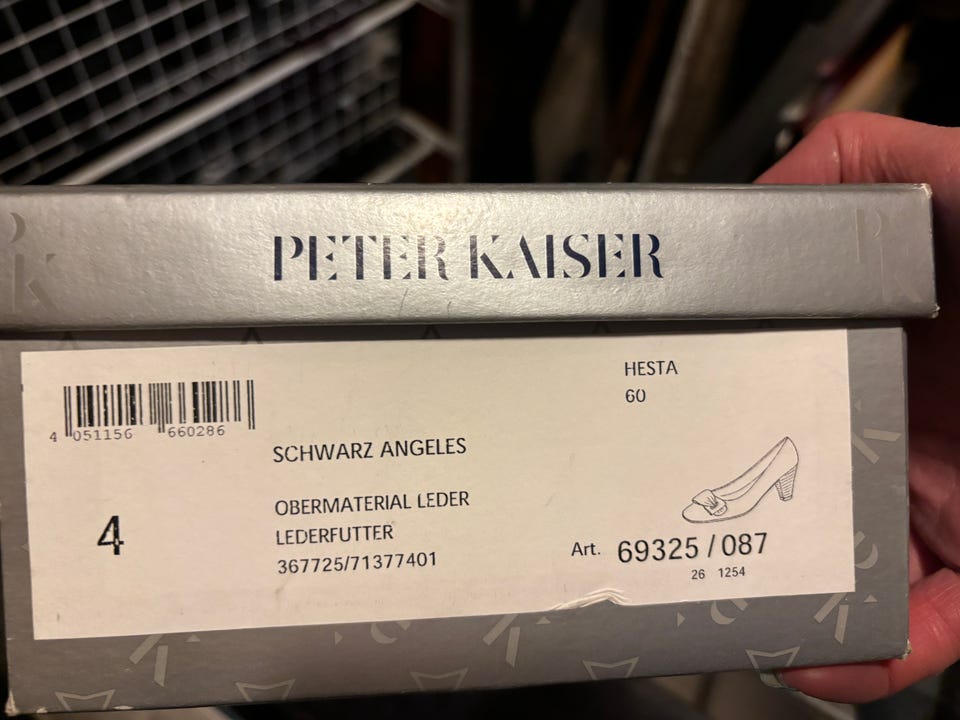 PETER KAISER
HESTA
60
4 051156 660286
SCHWARZ ANGELES
4
OBERMATERIAL LEDER
LEDERFUTTER
367725/71377401
Art. 69325 / 087
26 1254